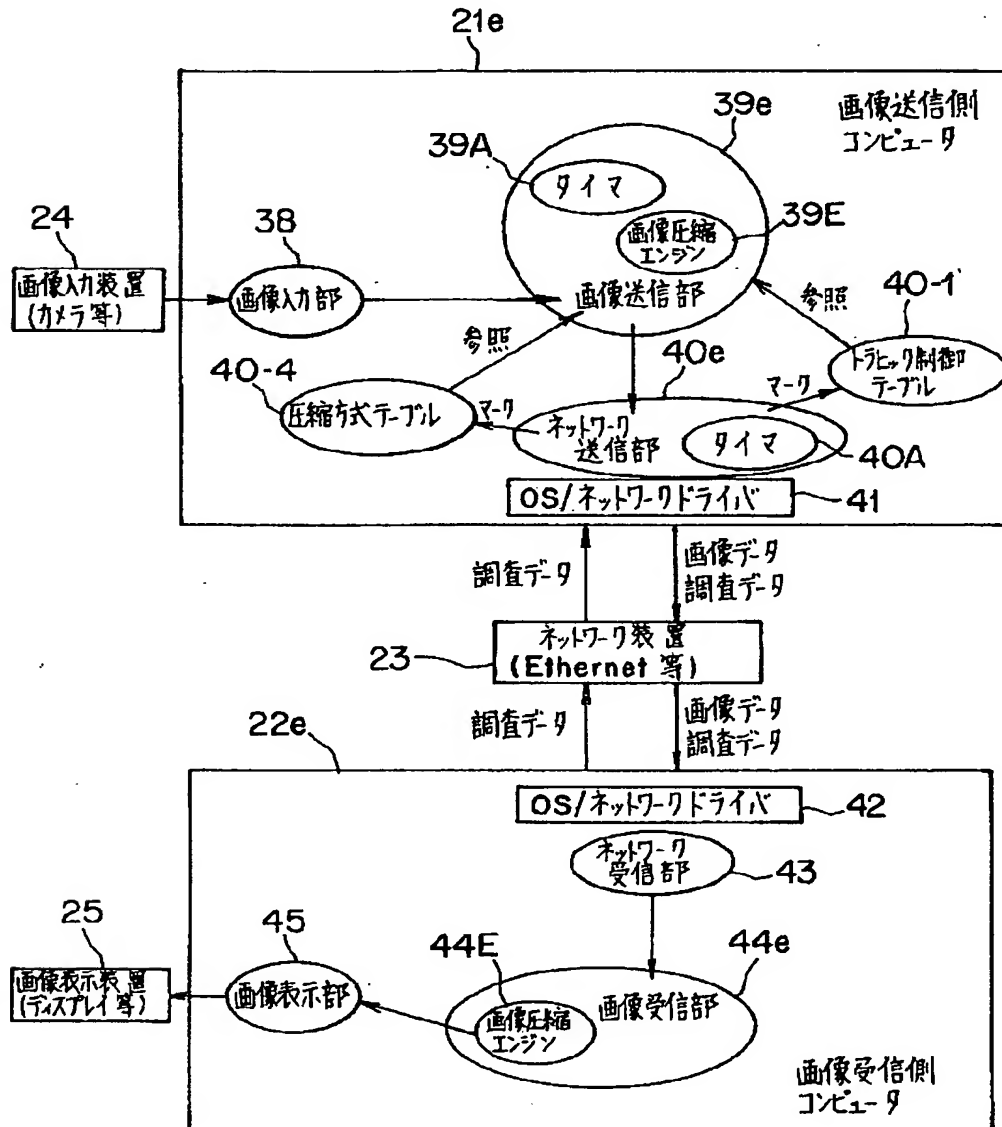 21e
画像送信側
コンピュータ
39e
39A
タイマ
39E
画像圧縮
エンジン
24
38
画像入力装置
(カメラ等)
画像入力部
画像送信部
40-1
参照
参照
40-4
40e
トラヒック制御
テーブル
圧縮方式テーブル
マーク
マーク
ネットワーク
送信部
タイマ
40A
OS/ネットワークドライバ
41
調査データ
画像データ
調査データ
ネットワーク装置
(Ethernet 等)
23
調査データ
画像データ
調査データ
22e
OS/ネットワークドライバ
42
ネットワーク
受信部
43
25
45
44E
44e
画像表示装置
(ディスプレイ等)
画像表示部
画像受信部
画像圧縮
エンジン
画像受信側
コンピュータ